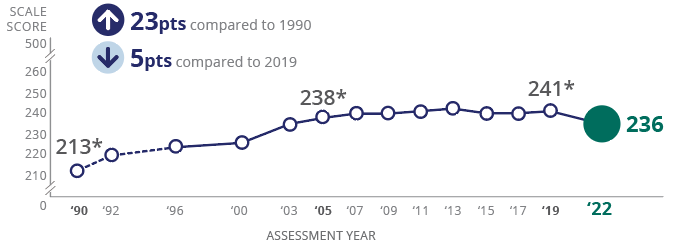 SCALE
SCORE
23pts compared to 1990
5pts compared to 2019
500
260
250
240
230
220
210
0
213*
238*
241*
236
'90 '92 '96 '00 '03 '05 '07 '09 '11 '13 '15 '17 '19 '22
ASSESSMENT YEAR